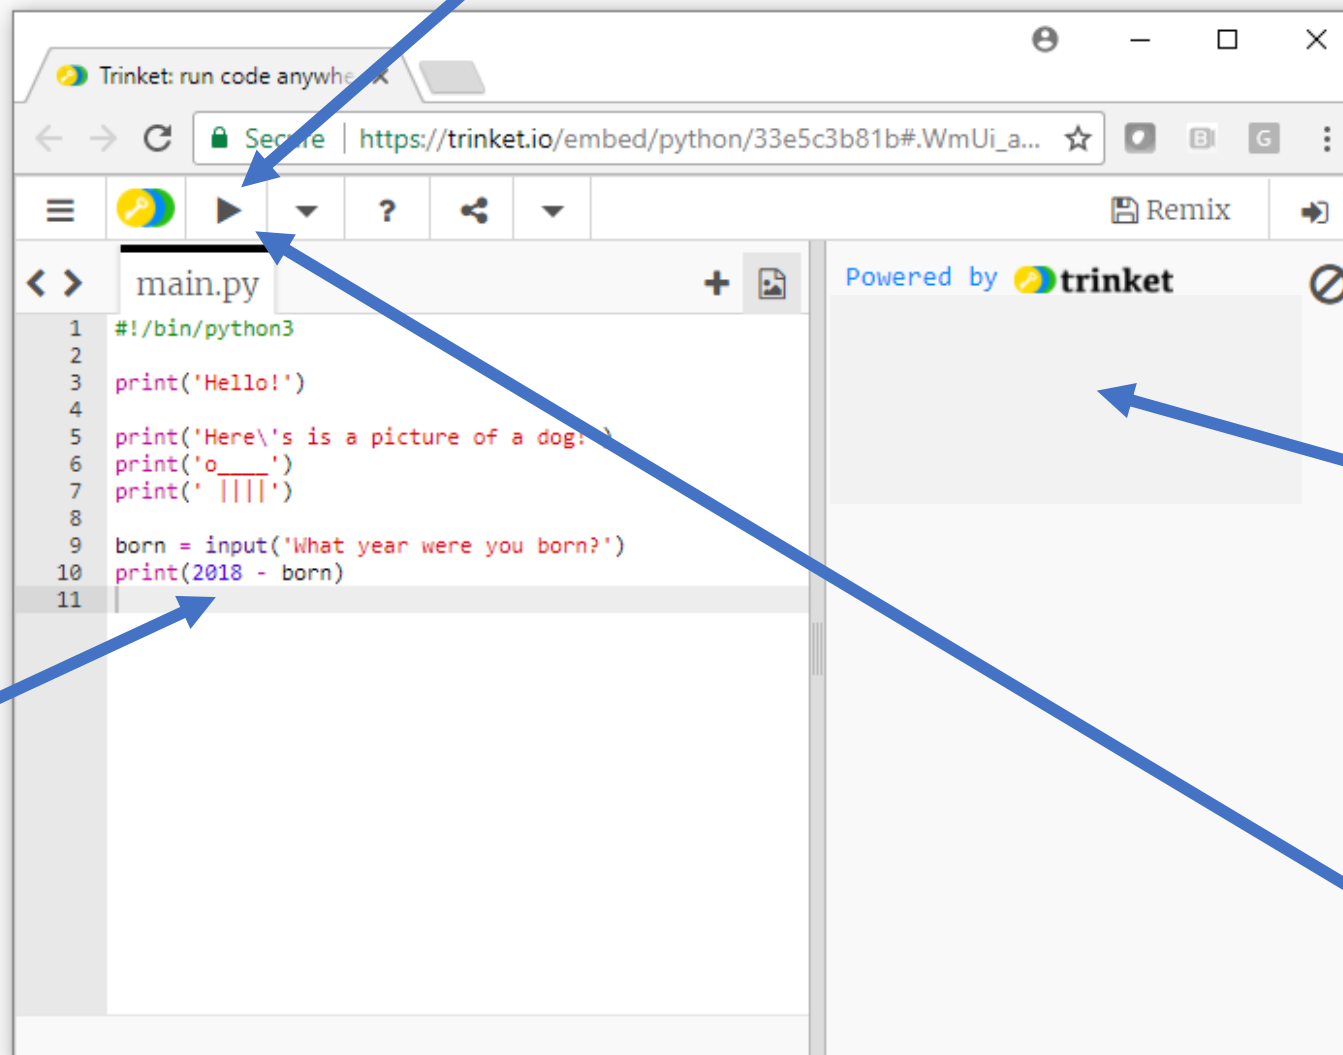 Trinket: run code anywhe
Secure | https://trinket.io/embed/python/33e5c3b81b#.WmUi_a...
Remix
main.py
Powered by trinket
1 #!/bin/python3
2
3 print('Hello!')
4
5 print('Here\'s is a picture of a dog! )
6 print('o____')
7 print(' ||||')
8
9 born = input('What year were you born?')
10 print(2018 - born)
11